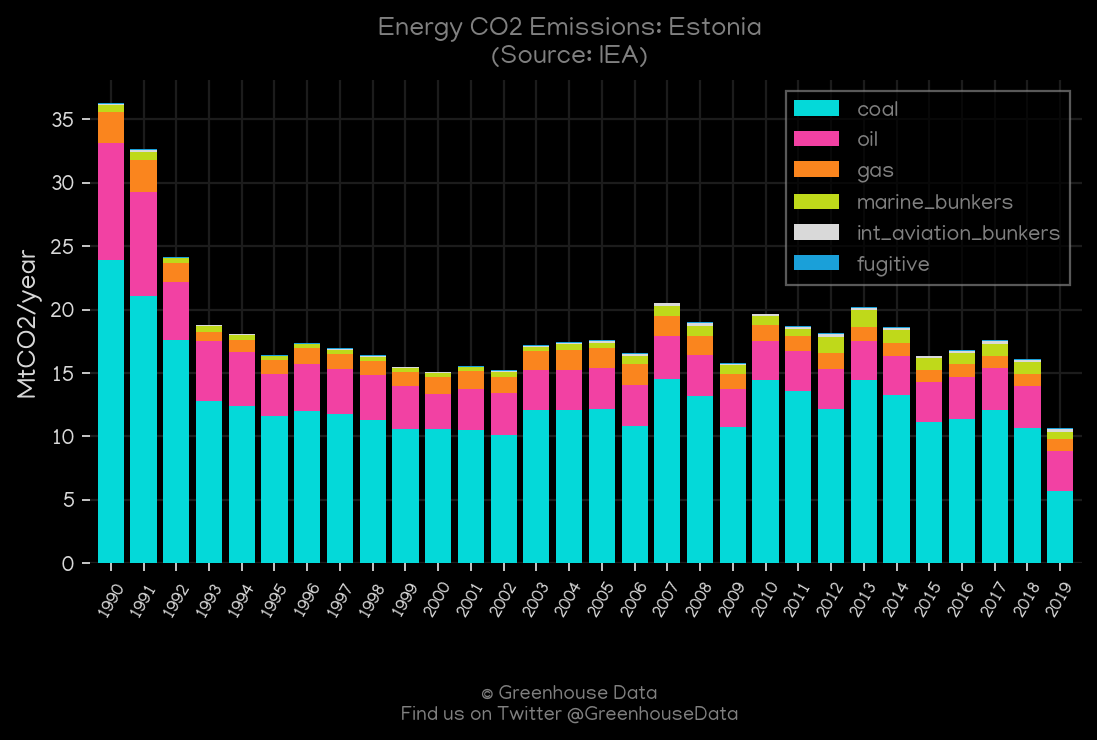 Energy CO2 Emissions: Estonia
(Source: IEA)
coal
oil
gas
marine_bunkers
int_aviation_bunkers
fugitive
MtCO2/year
35
30
25
20
15
10
5
0
1990 1991 1992 1993 1994 1995 1996 1997 1998 1999 2000 2001 2002 2003 2004 2005 2006 2007 2008 2009 2010 2011 2012 2013 2014 2015 2016 2017 2018 2019
© Greenhouse Data
Find us on Twitter @GreenhouseData